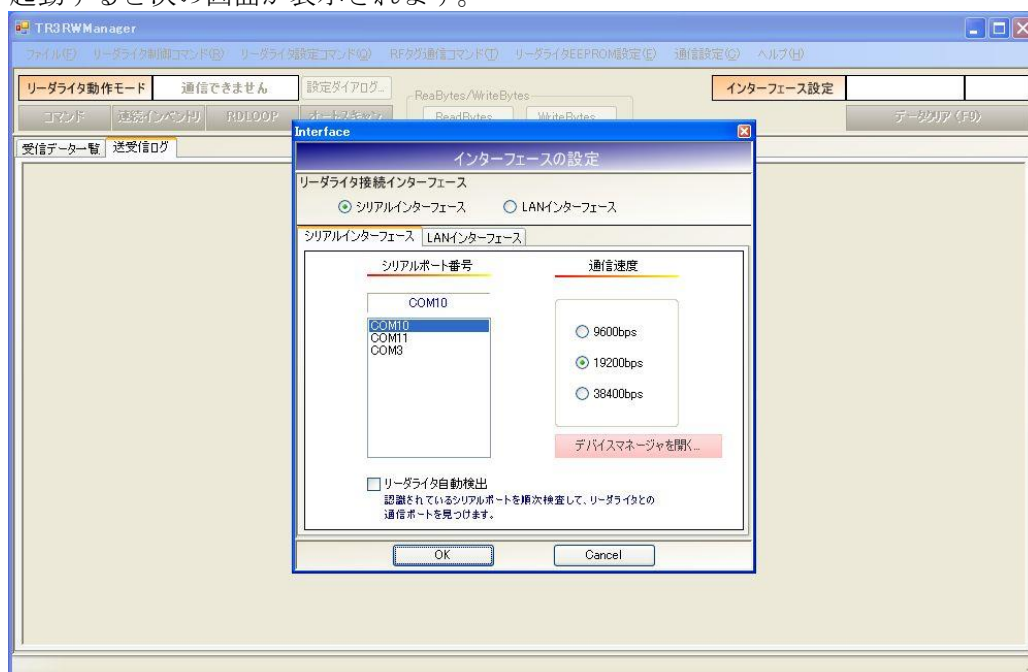 起動すると次の画面が表示されます。
TR3RWManager
ファイル(F) リーダライタ制御コマンド(R) リーダライタ設定コマンド(Q) RFタグ通信コマンド(T) リーダライタEEPROM設定(E) 通信設定(C) ヘルプ(H)
リーダライタ動作モード 通信できません 設定ダイアログ... インターフェース設定
ReaBytes/WriteBytes
コマンド 連続インベントリ RDLOOP オートスキャン ReadBytes WriteBytes データクリア(F9)
受信データ一覧 送受信ログ
Interface
インターフェースの設定
リーダライタ接続インターフェース
シリアルインターフェース LANインターフェース
シリアルインターフェース LANインターフェース
シリアルポート番号 通信速度
COM10
COM10
COM11
COM3
9600bps
19200bps
38400bps
デバイスマネージャを開く...
リーダライタ自動検出
認識されているシリアルポートを順次検査して、リーダライタとの
通信ポートを見つけます。
OK Cancel